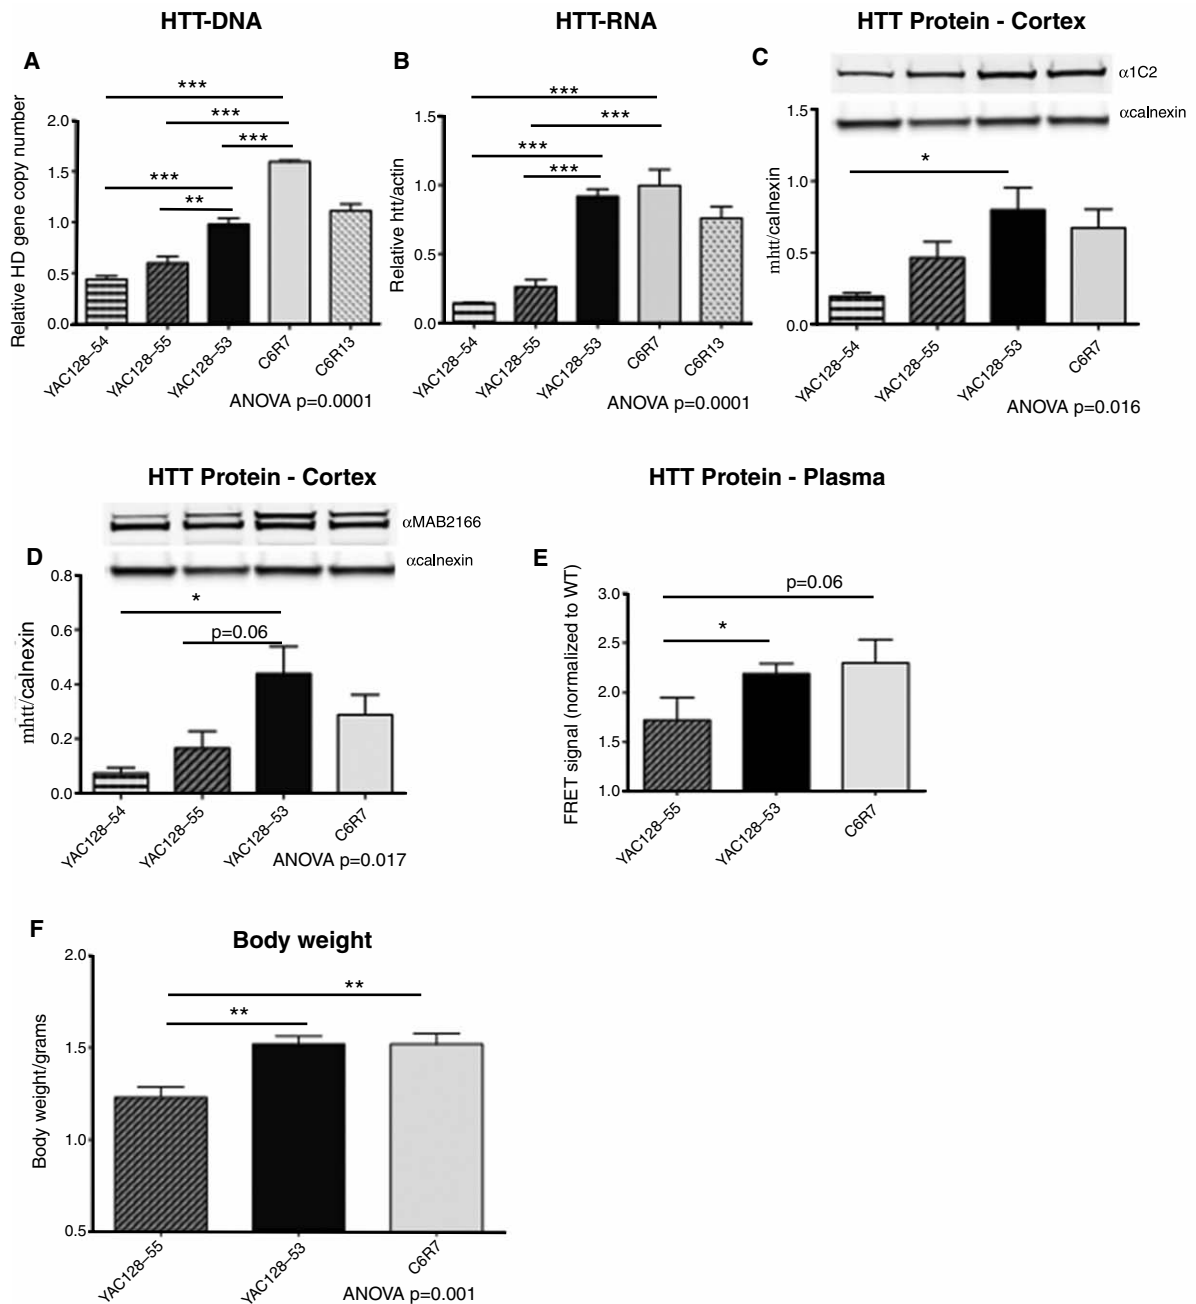 HTT-DNA
A
Relative HD gene copy number
***
***
***
***
**
2.0
1.5
1.0
0.5
0.0
YAC128–54
YAC128–55
YAC128–53
C6R7
C6R13
ANOVA p=0.0001
HTT-RNA
B
Relative htt/actin
***
***
***
***
1.5
1.0
0.5
0.0
YAC128–54
YAC128–55
YAC128–53
C6R7
C6R13
ANOVA p=0.0001
HTT Protein - Cortex
C
α1C2
αcalnexin
mhtt/calnexin
*
1.5
1.0
0.5
0.0
YAC128–54
YAC128–55
YAC128–53
C6R7
ANOVA p=0.016
HTT Protein - Cortex
αMAB2166
D
αcalnexin
mhtt/calnexin
*
p=0.06
0.8
0.6
0.4
0.2
0.0
YAC128–54
YAC128–55
YAC128–53
C6R7
ANOVA p=0.017
HTT Protein - Plasma
E
FRET signal (normalized to WT)
p=0.06
*
3.0
2.5
2.0
1.5
1.0
YAC128–55
YAC128–53
C6R7
F
Body weight
Body weight/grams
**
**
2.0
1.5
1.0
0.5
YAC128–55
YAC128–53
C6R7
ANOVA p=0.001